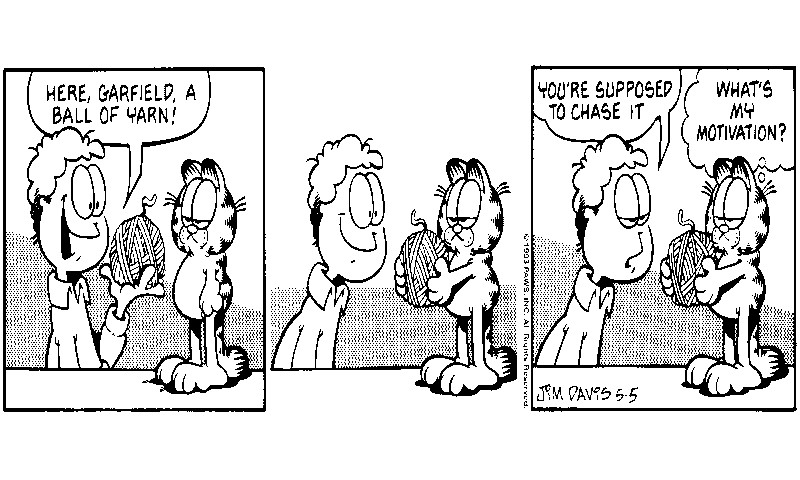 HERE, GARFIELD, A
BALL OF YARN!
YOU'RE SUPPOSED
TO CHASE IT
WHAT'S
MY
MOTIVATION?
© 1993 PAWS, INC. All Rights Reserved.
JIM DAVIS 5-5